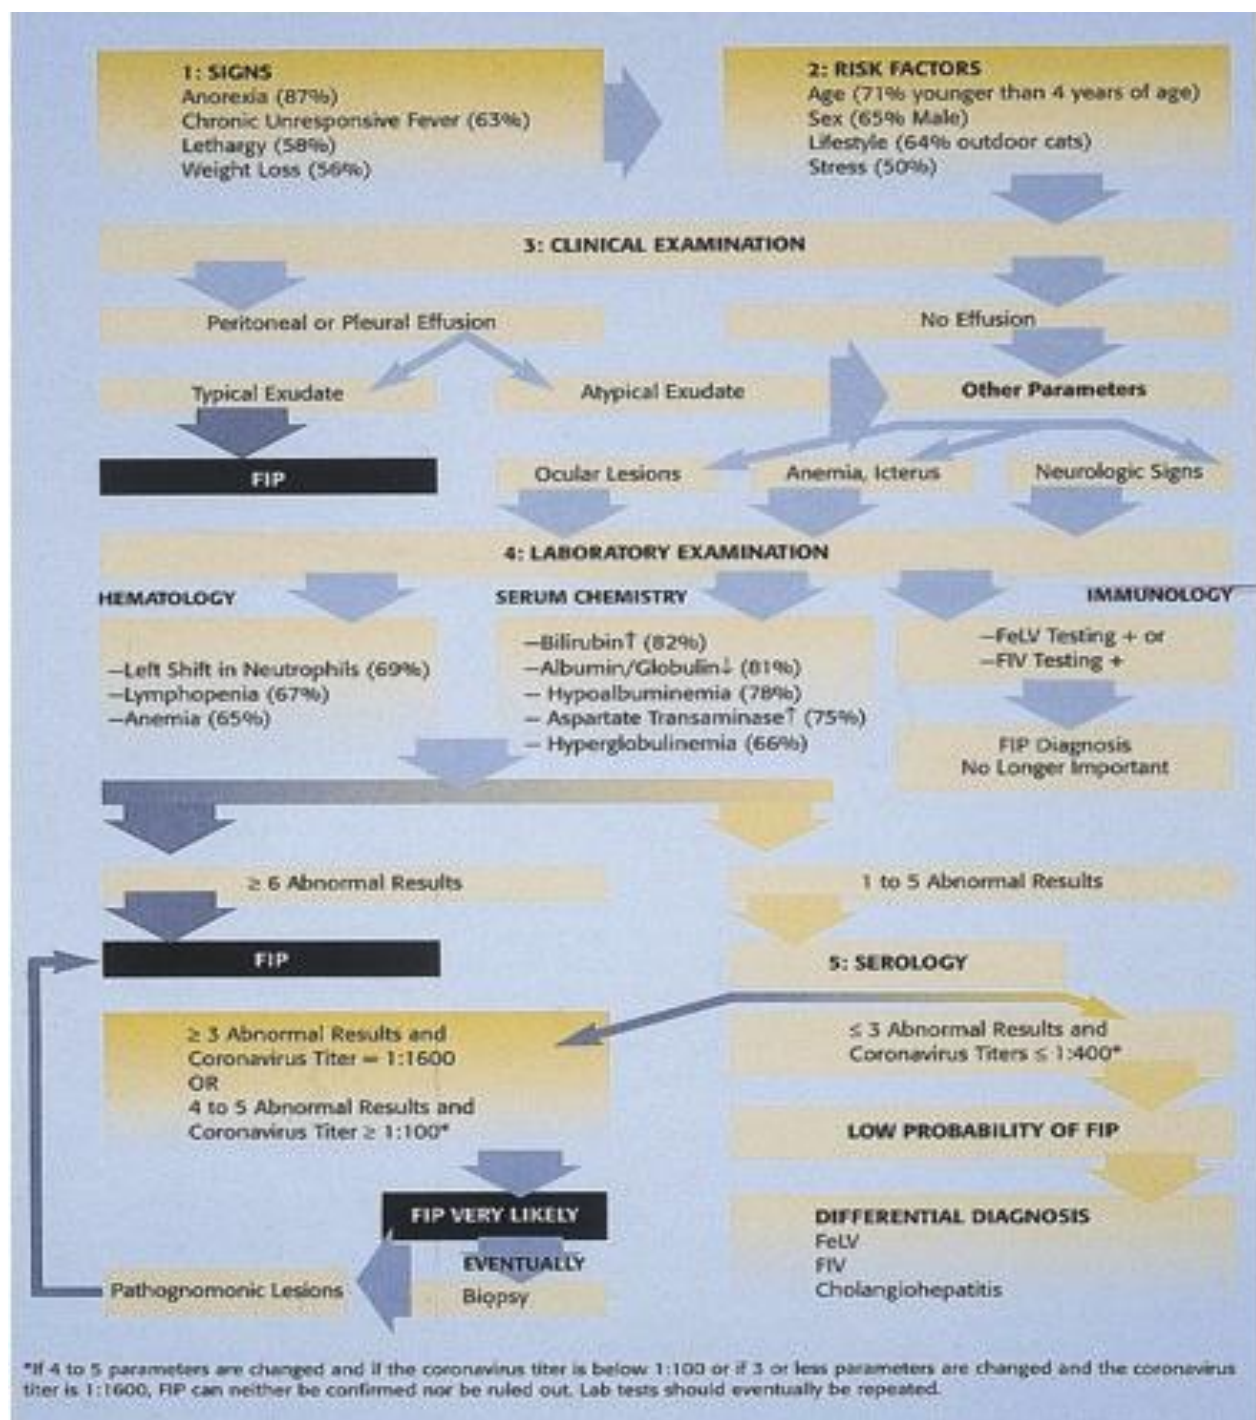 1: SIGNS
Anorexia (87%)
Chronic Unresponsive Fever (63%)
Lethargy (58%)
Weight Loss (56%)
2: RISK FACTORS
Age (71% younger than 4 years of age)
Sex (65% Male)
Lifestyle (64% outdoor cats)
Stress (50%)
3: CLINICAL EXAMINATION
Peritoneal or Pleural Effusion
No Effusion
Typical Exudate
Atypical Exudate
Other Parameters
FIP
Ocular Lesions
Anemia, Icterus
Neurologic Signs
4: LABORATORY EXAMINATION
HEMATOLOGY
—Left Shift in Neutrophils (69%)
—Lymphopenia (67%)
—Anemia (65%)
SERUM CHEMISTRY
—Bilirubin↑ (82%)
—Albumin/Globulin↓ (81%)
— Hypoalbuminemia (78%)
— Aspartate Transaminase↑ (75%)
— Hyperglobulinemia (66%)
IMMUNOLOGY
—FeLV Testing + or
—FIV Testing +
FIP Diagnosis
No Longer Important
≥ 6 Abnormal Results
1 to 5 Abnormal Results
FIP
5: SEROLOGY
≥ 3 Abnormal Results and
Coronavirus Titer = 1:1600
OR
4 to 5 Abnormal Results and
Coronavirus Titer ≥ 1:100*
≤ 3 Abnormal Results and
Coronavirus Titers ≤ 1:400*
LOW PROBABILITY OF FIP
FIP VERY LIKELY
EVENTUALLY
Biopsy
Pathognomonic Lesions
DIFFERENTIAL DIAGNOSIS
FeLV
FIV
Cholangiohepatitis
*If 4 to 5 parameters are changed and if the coronavirus titer is below 1:100 or if 3 or less parameters are changed and the coronavirus
titer is 1:1600, FIP can neither be confirmed nor be ruled out. Lab tests should eventually be repeated.